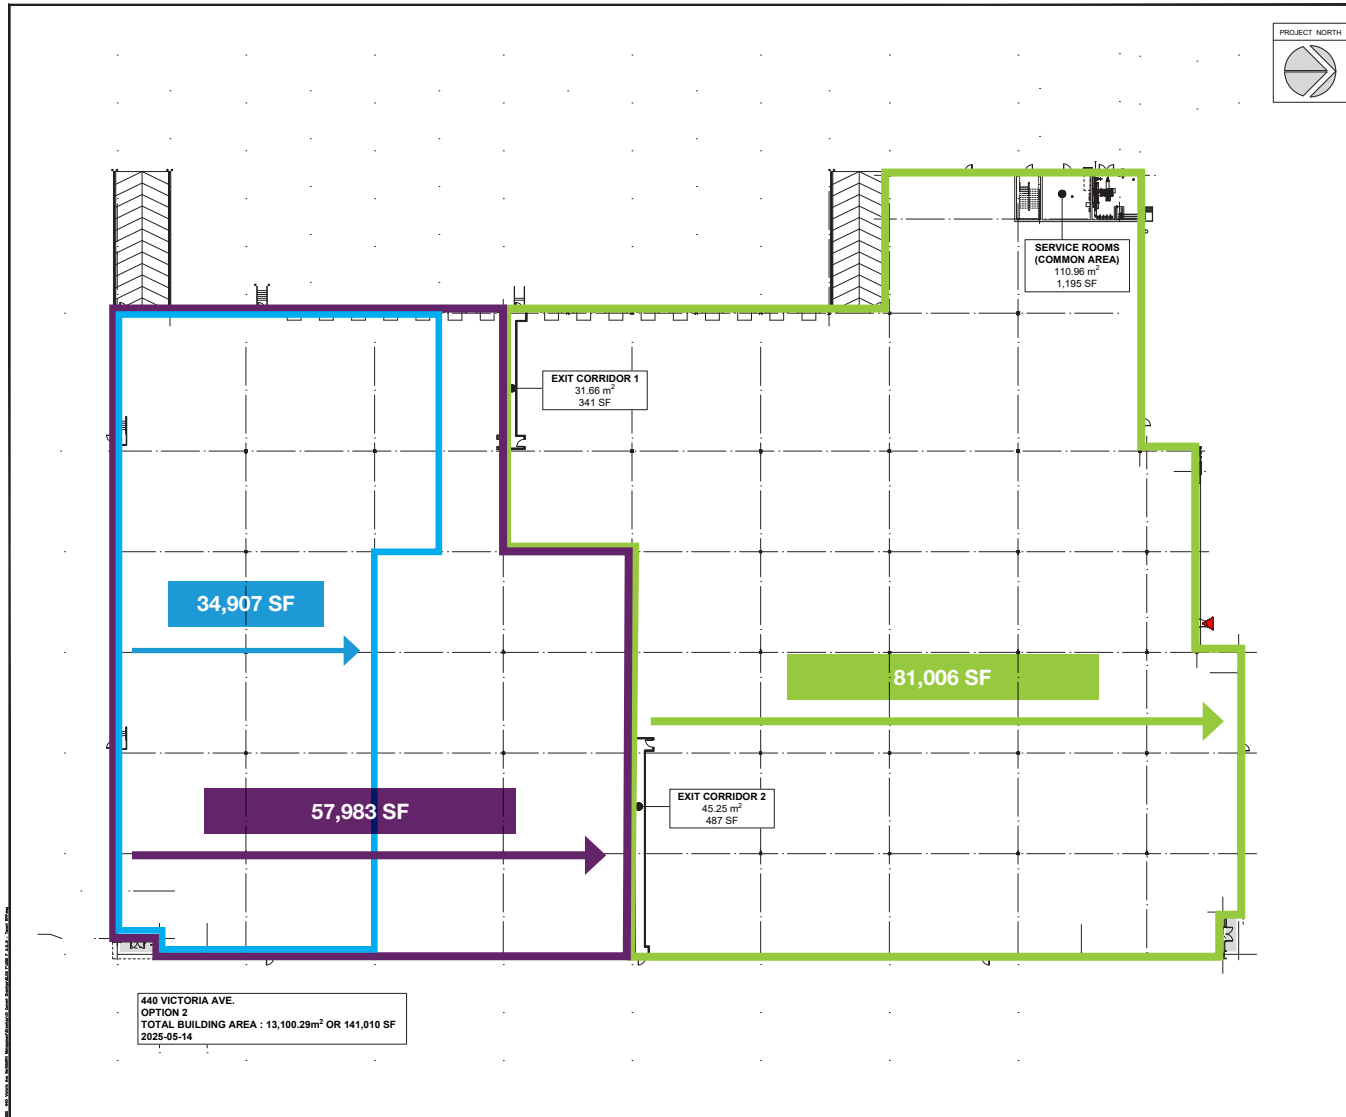 PROJECT NORTH
SERVICE ROOMS
(COMMON AREA)
110.96 m²
1,195 SF
EXIT CORRIDOR 1
31.66 m²
341 SF
34,907 SF
81,006 SF
57,983 SF
EXIT CORRIDOR 2
45.25 m²
487 SF
440 VICTORIA AVE.
OPTION 2
TOTAL BUILDING AREA : 13,100.29m² OR 141,010 SF
2025-05-14